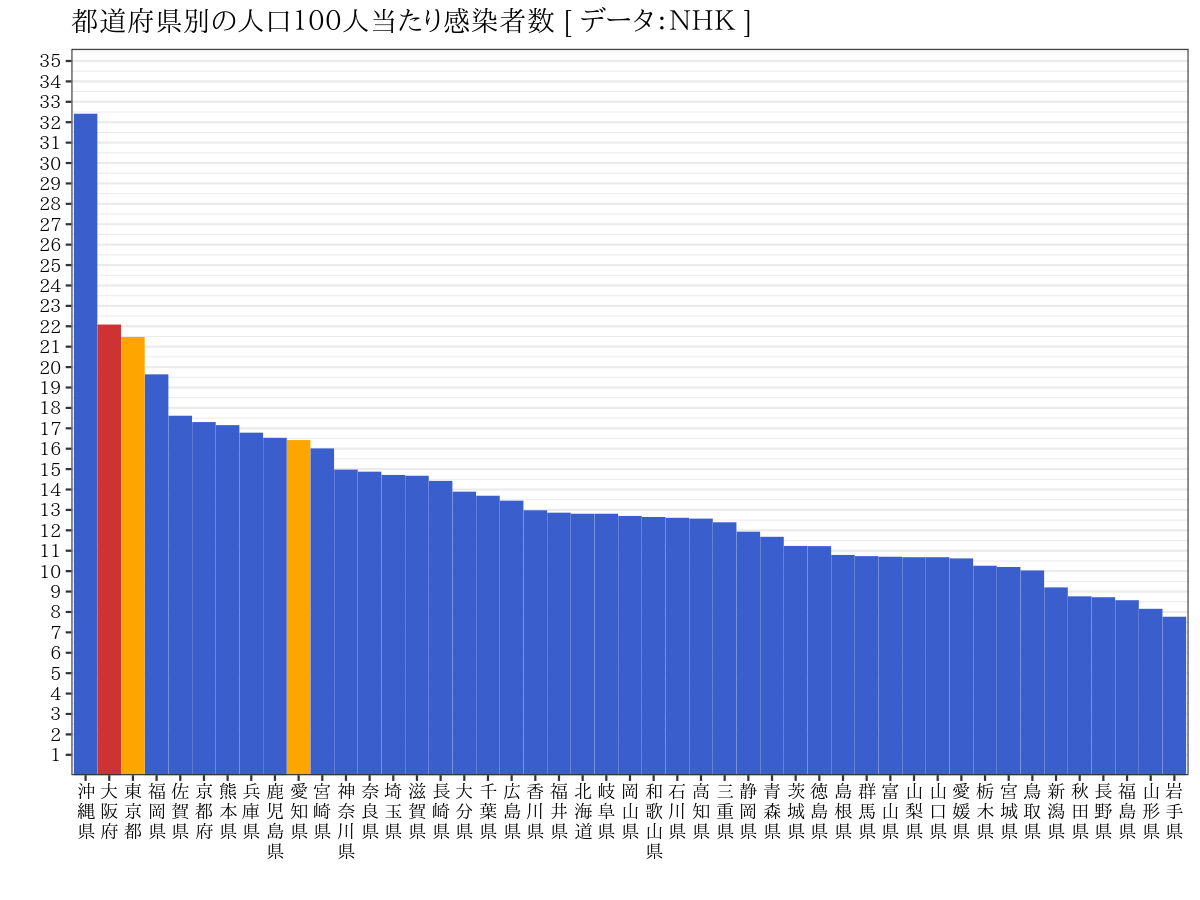 都道府県別の人口100人当たり感染者数 [ データ:NHK ]
35
34
33
32
31
30
29
28
27
26
25
24
23
22
21
20
19
18
17
16
15
14
13
12
11
10
9
8
7
6
5
4
3
2
1
沖縄県
大阪府
東京都
福岡県
佐賀県
京都府
熊本県
兵庫県
鹿児島県
愛知県
宮崎県
神奈川県
奈良県
埼玉県
滋賀県
長崎県
大分県
千葉県
広島県
香川県
福井県
北海道
岐阜県
岡山県
和歌山県
石川県
高知県
三重県
静岡県
青森県
茨城県
徳島県
島根県
群馬県
富山県
山梨県
山口県
愛媛県
栃木県
宮城県
鳥取県
新潟県
秋田県
長野県
福島県
山形県
岩手県